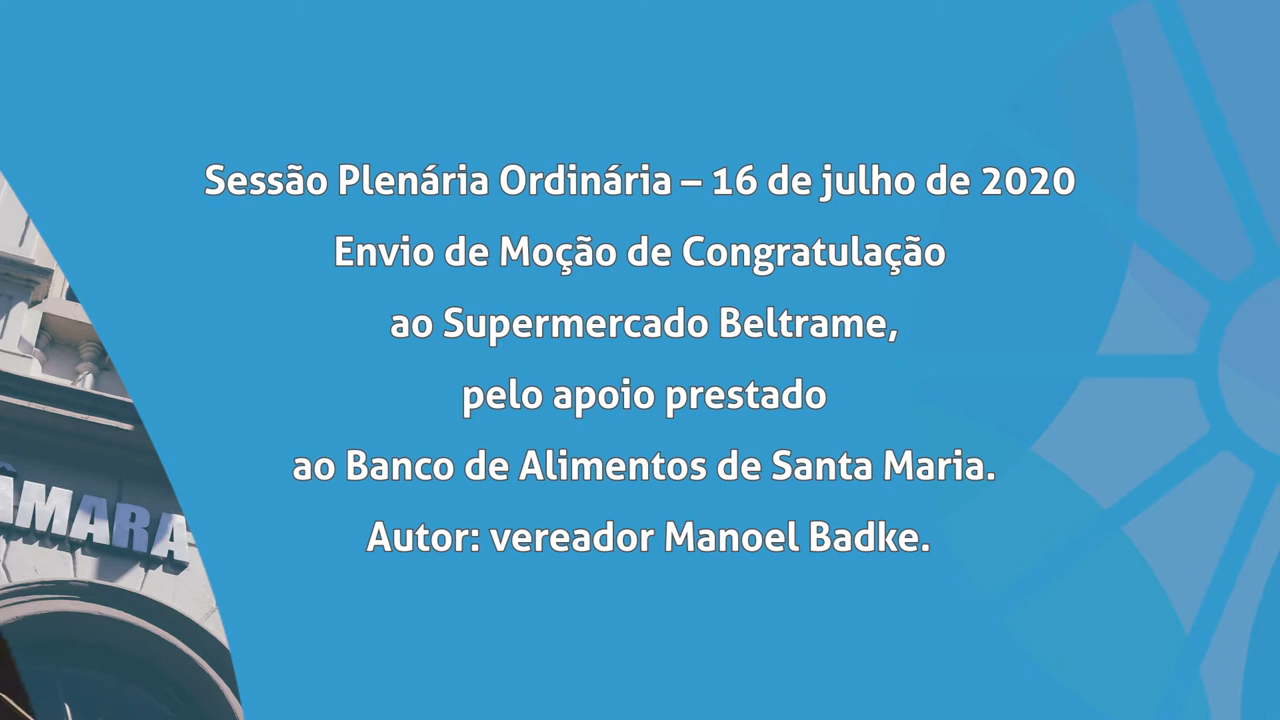 Sessão Plenária Ordinária – 16 de julho de 2020
Envio de Moção de Congratulação
ao Supermercado Beltrame,
pelo apoio prestado
ao Banco de Alimentos de Santa Maria.
Autor: vereador Manoel Badke.
CÂMARA